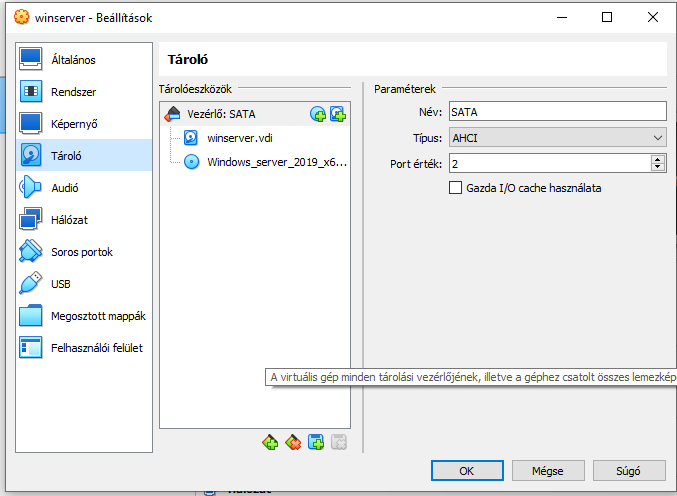 winserver - Beállítások
Általános
Rendszer
Képernyő
Tároló
Audió
Hálózat
Soros portok
USB
Megosztott mappák
Felhasználói felület
Tároló
Tárolóeszközök
Vezérlő: SATA
winserver.vdi
Windows_server_2019_x6...
Paraméterek
Név: SATA
Típus: AHCI
Port érték: 2
Gazda I/O cache használata
A virtuális gép minden tárolási vezérlőjének, illetve a géphez csatolt összes lemezkép
OK
Mégse
Súgó